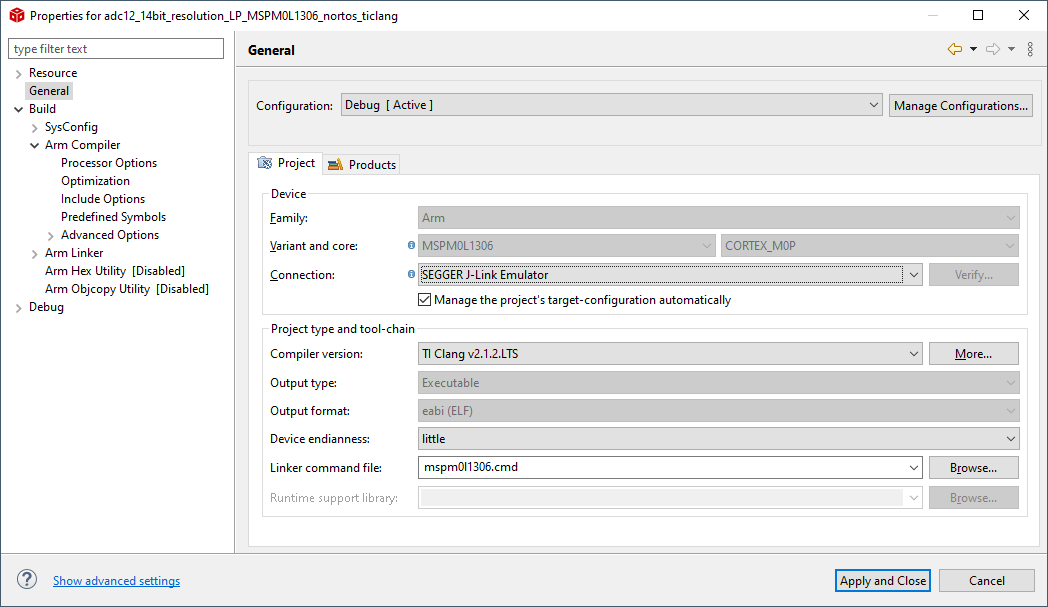 Properties for adc12_14bit_resolution_LP_MSPM0L1306_nortos_ticlang
type filter text
Resource
General
Build
SysConfig
Arm Compiler
Processor Options
Optimization
Include Options
Predefined Symbols
Advanced Options
Arm Linker
Arm Hex Utility  [Disabled]
Arm Objcopy Utility  [Disabled]
Debug
General
Configuration: Debug  [ Active ] Manage Configurations...
Project Products
Device
Family: Arm
Variant and core: MSPM0L1306 CORTEX_M0P
Connection: SEGGER J-Link Emulator Verify...
Manage the project's target-configuration automatically
Project type and tool-chain
Compiler version: TI Clang v2.1.2.LTS More...
Output type: Executable
Output format: eabi (ELF)
Device endianness: little
Linker command file: mspm0l1306.cmd Browse...
Runtime support library: Browse...
? Show advanced settings Apply and Close Cancel